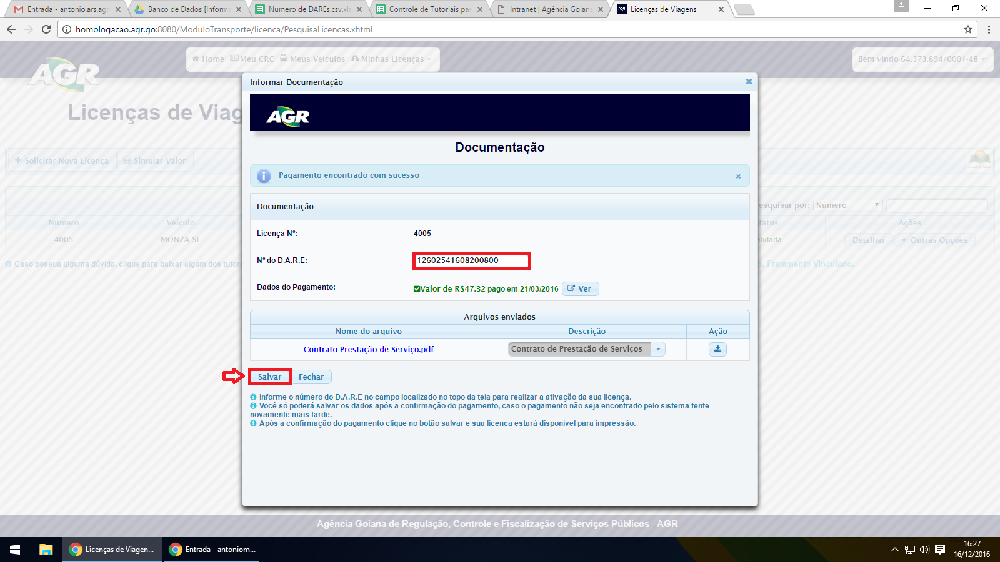 Entrada - antonio.ars.agr
Banco de Dados [Informa
Numero de DAREs.csv.xls
Controle de Tutoriais par
Intranet | Agência Goiana
Licenças de Viagens
homologacao.agr.go:8080/ModuloTransporte/licenca/PesquisaLicencas.xhtml
AGR
Home Meu CRC Meus Veículos Minhas Licenças
Bem vindo 64.373.894/0001-48
Licenças de Viag
Solicitar Nova Licença Simular Valor
esquisar por: Número
Número Veículo
tatus Ações
4005 MONZA SL
alidada Detalhar Outras Opções
Caso possua alguma dúvida, clique para baixar algum dos tutor
o, Fretamento Vinculado.
Informar Documentação
AGR
Documentação
Pagamento encontrado com sucesso
Documentação
Licença Nº: 4005
Nº do D.A.R.E: 12602541608200800
Dados do Pagamento: Valor de R$47.32 pago em 21/03/2016 Ver
Arquivos enviados
Nome do arquivo Descrição Ação
Contrato Prestação de Serviço.pdf Contrato de Prestação de Serviços
Salvar Fechar
Informe o número do D.A.R.E no campo localizado no topo da tela para realizar a ativação da sua licença.
Você só poderá salvar os dados após a confirmação do pagamento, caso o pagamento não seja encontrado pelo sistema tente
novamente mais tarde.
Após a confirmação do pagamento clique no botão salvar e sua licenca estará disponível para impressão.
Agência Goiana de Regulação, Controle e Fiscalização de Serviços Públicos AGR
Licenças de Viagen...
Entrada - antoniom...
16:27
16/12/2016